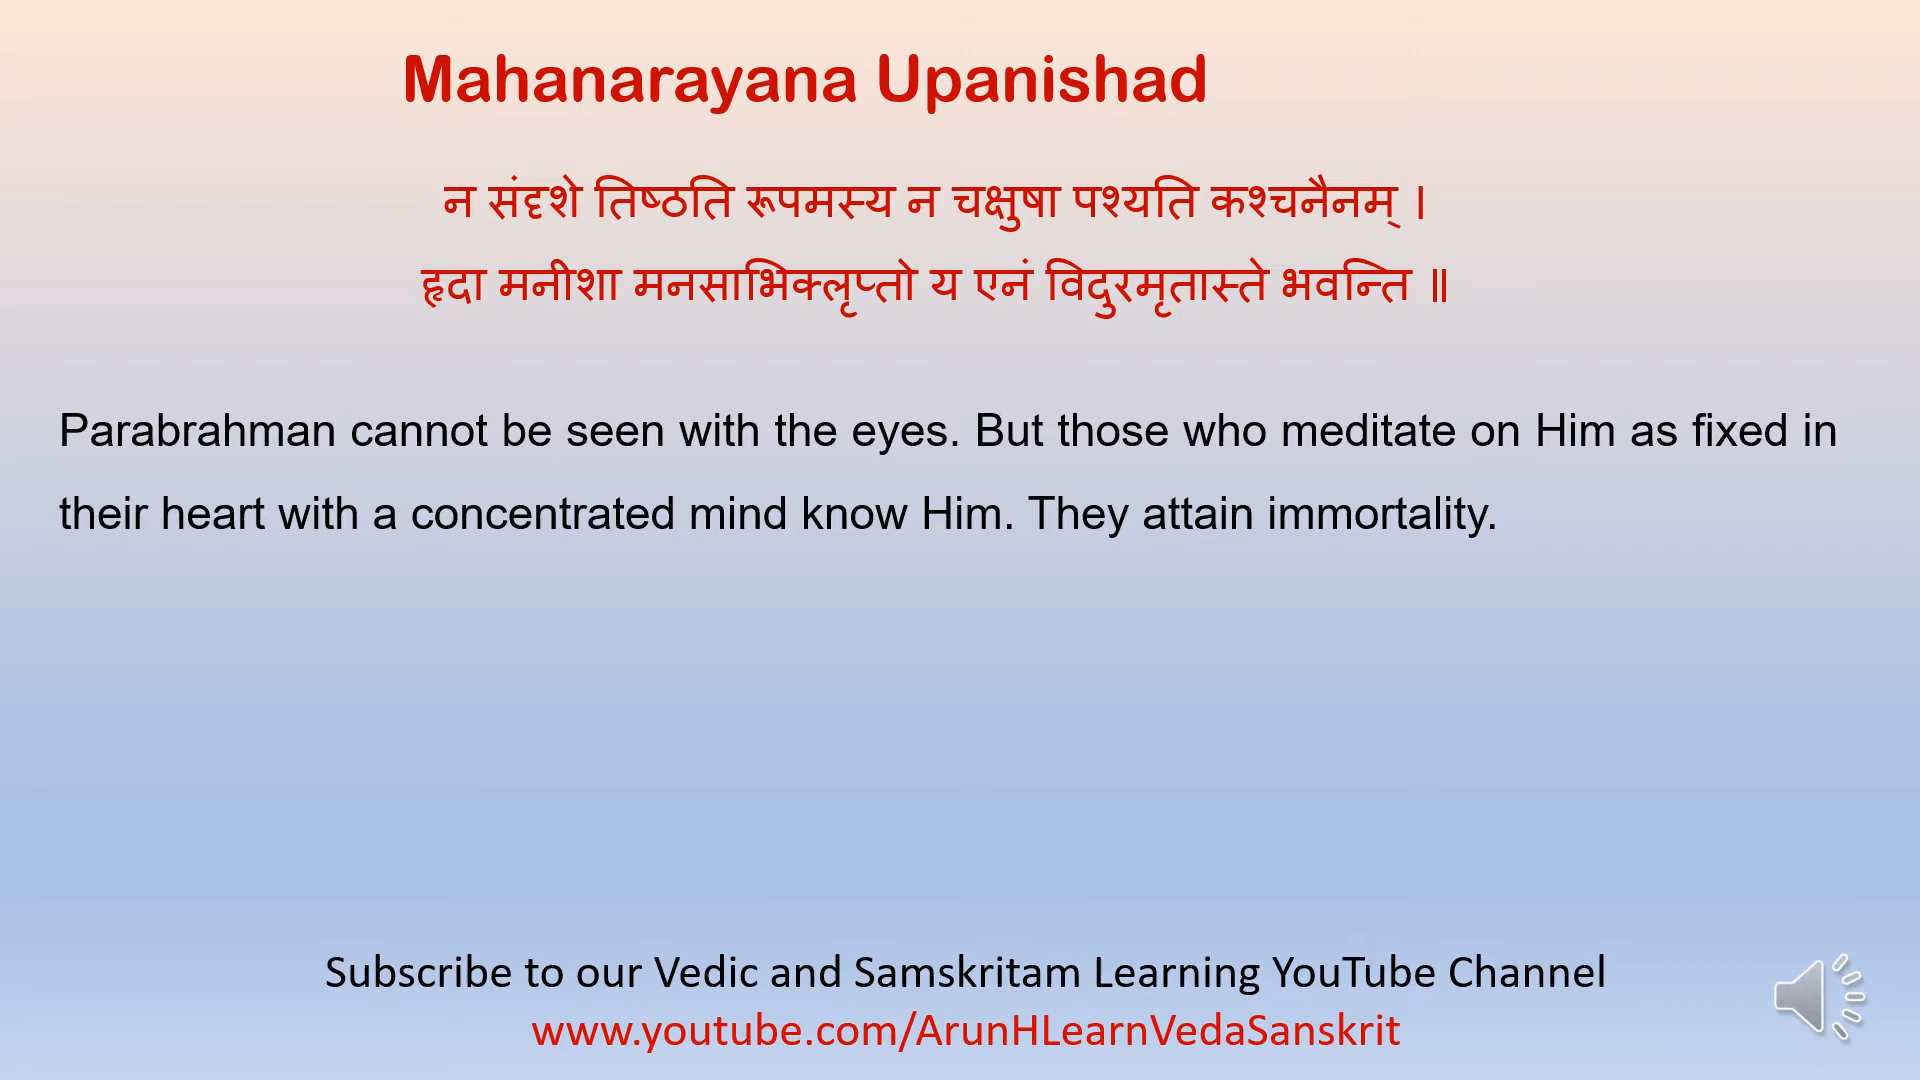 Mahanarayana Upanishad
न संदृशे तिष्ठति रूपमस्य न चक्षुषा पश्यति कश्चनैनम् ।
हृदा मनीशा मनसाभिक्लृप्तो य एनं विदुरमृतास्ते भवन्ति ॥
Parabrahman cannot be seen with the eyes. But those who meditate on Him as fixed in
their heart with a concentrated mind know Him. They attain immortality.
Subscribe to our Vedic and Samskritam Learning YouTube Channel
www.youtube.com/ArunHLearnVedaSanskrit